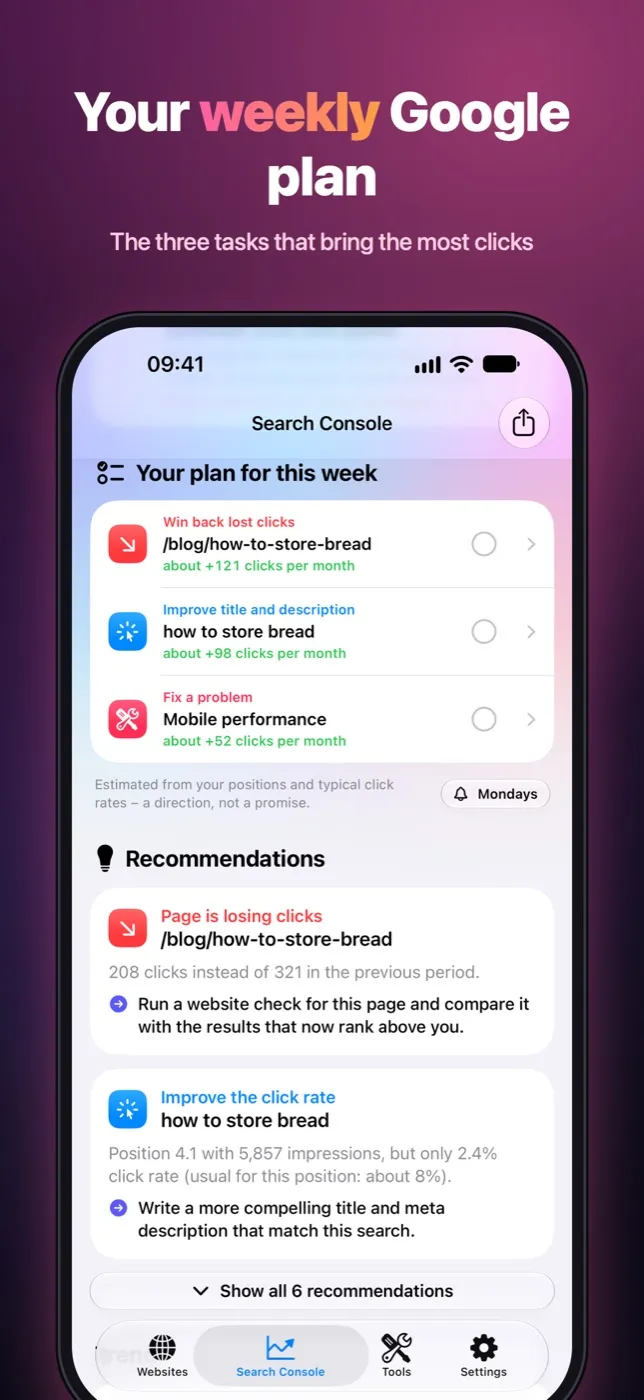 Your weekly Google
plan
The three tasks that bring the most clicks
09:41
Search Console
Your plan for this week
Win back lost clicks
/blog/how-to-store-bread
about +121 clicks per month
Improve title and description
how to store bread
about +98 clicks per month
Fix a problem
Mobile performance
about +52 clicks per month
Estimated from your positions and typical click
rates – a direction, not a promise.
Mondays
Recommendations
Page is losing clicks
/blog/how-to-store-bread
208 clicks instead of 321 in the previous period.
Run a website check for this page and compare it
with the results that now rank above you.
Improve the click rate
how to store bread
Position 4.1 with 5,857 impressions, but only 2.4%
click rate (usual for this position: about 8%).
Write a more compelling title and meta
description that match this search.
Show all 6 recommendations
Websites
Search Console
Tools
Settings